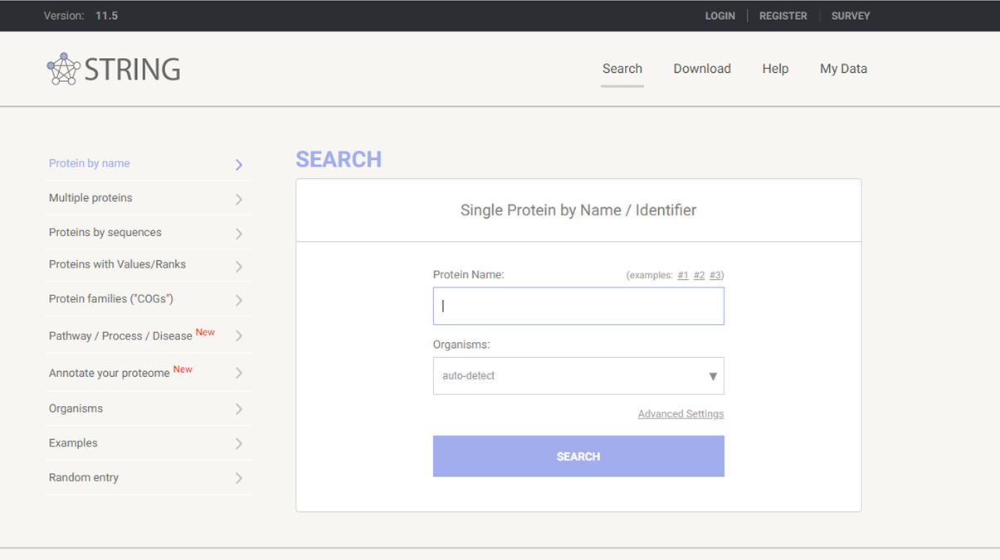 Version: 11.5
LOGIN REGISTER SURVEY
STRING
Search Download Help My Data
Protein by name
Multiple proteins
Proteins by sequences
Proteins with Values/Ranks
Protein families ("COGs")
Pathway / Process / Disease New
Annotate your proteome New
Organisms
Examples
Random entry
SEARCH
Single Protein by Name / Identifier
Protein Name: (examples: #1 #2 #3)
Organisms:
auto-detect
Advanced Settings
SEARCH